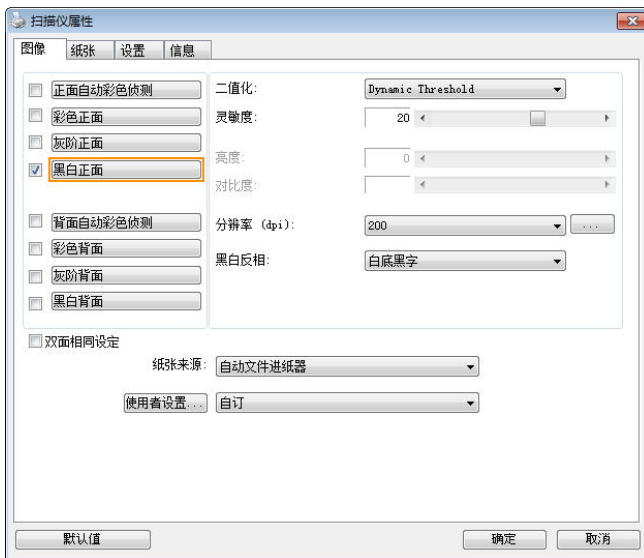 扫描仪属性
图像 纸张 设置 信息
正面自动彩色侦测
彩色正面
灰阶正面
黑白正面
背面自动彩色侦测
彩色背面
灰阶背面
黑白背面
二值化: Dynamic Threshold
灵敏度: 20
亮度: 0
对比度:
分辨率 (dpi): 200 ...
黑白反相: 白底黑字
双面相同设定
纸张来源: 自动文件进纸器
使用者设置... 自订
默认值 确定 取消